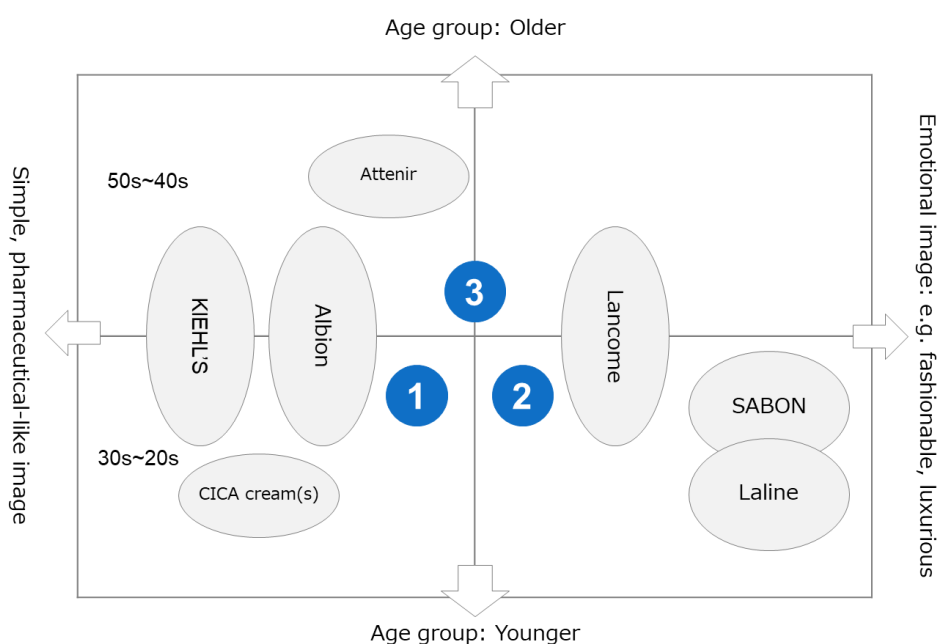 Age group: Older
Attenir
50s~40s
Simple, pharmaceutical-like image
Emotional image: e.g. fashionable, luxurious
KIEHL'S
Albion
3
Lancome
1
2
SABON
30s~20s
CICA cream(s)
Laline
Age group: Younger